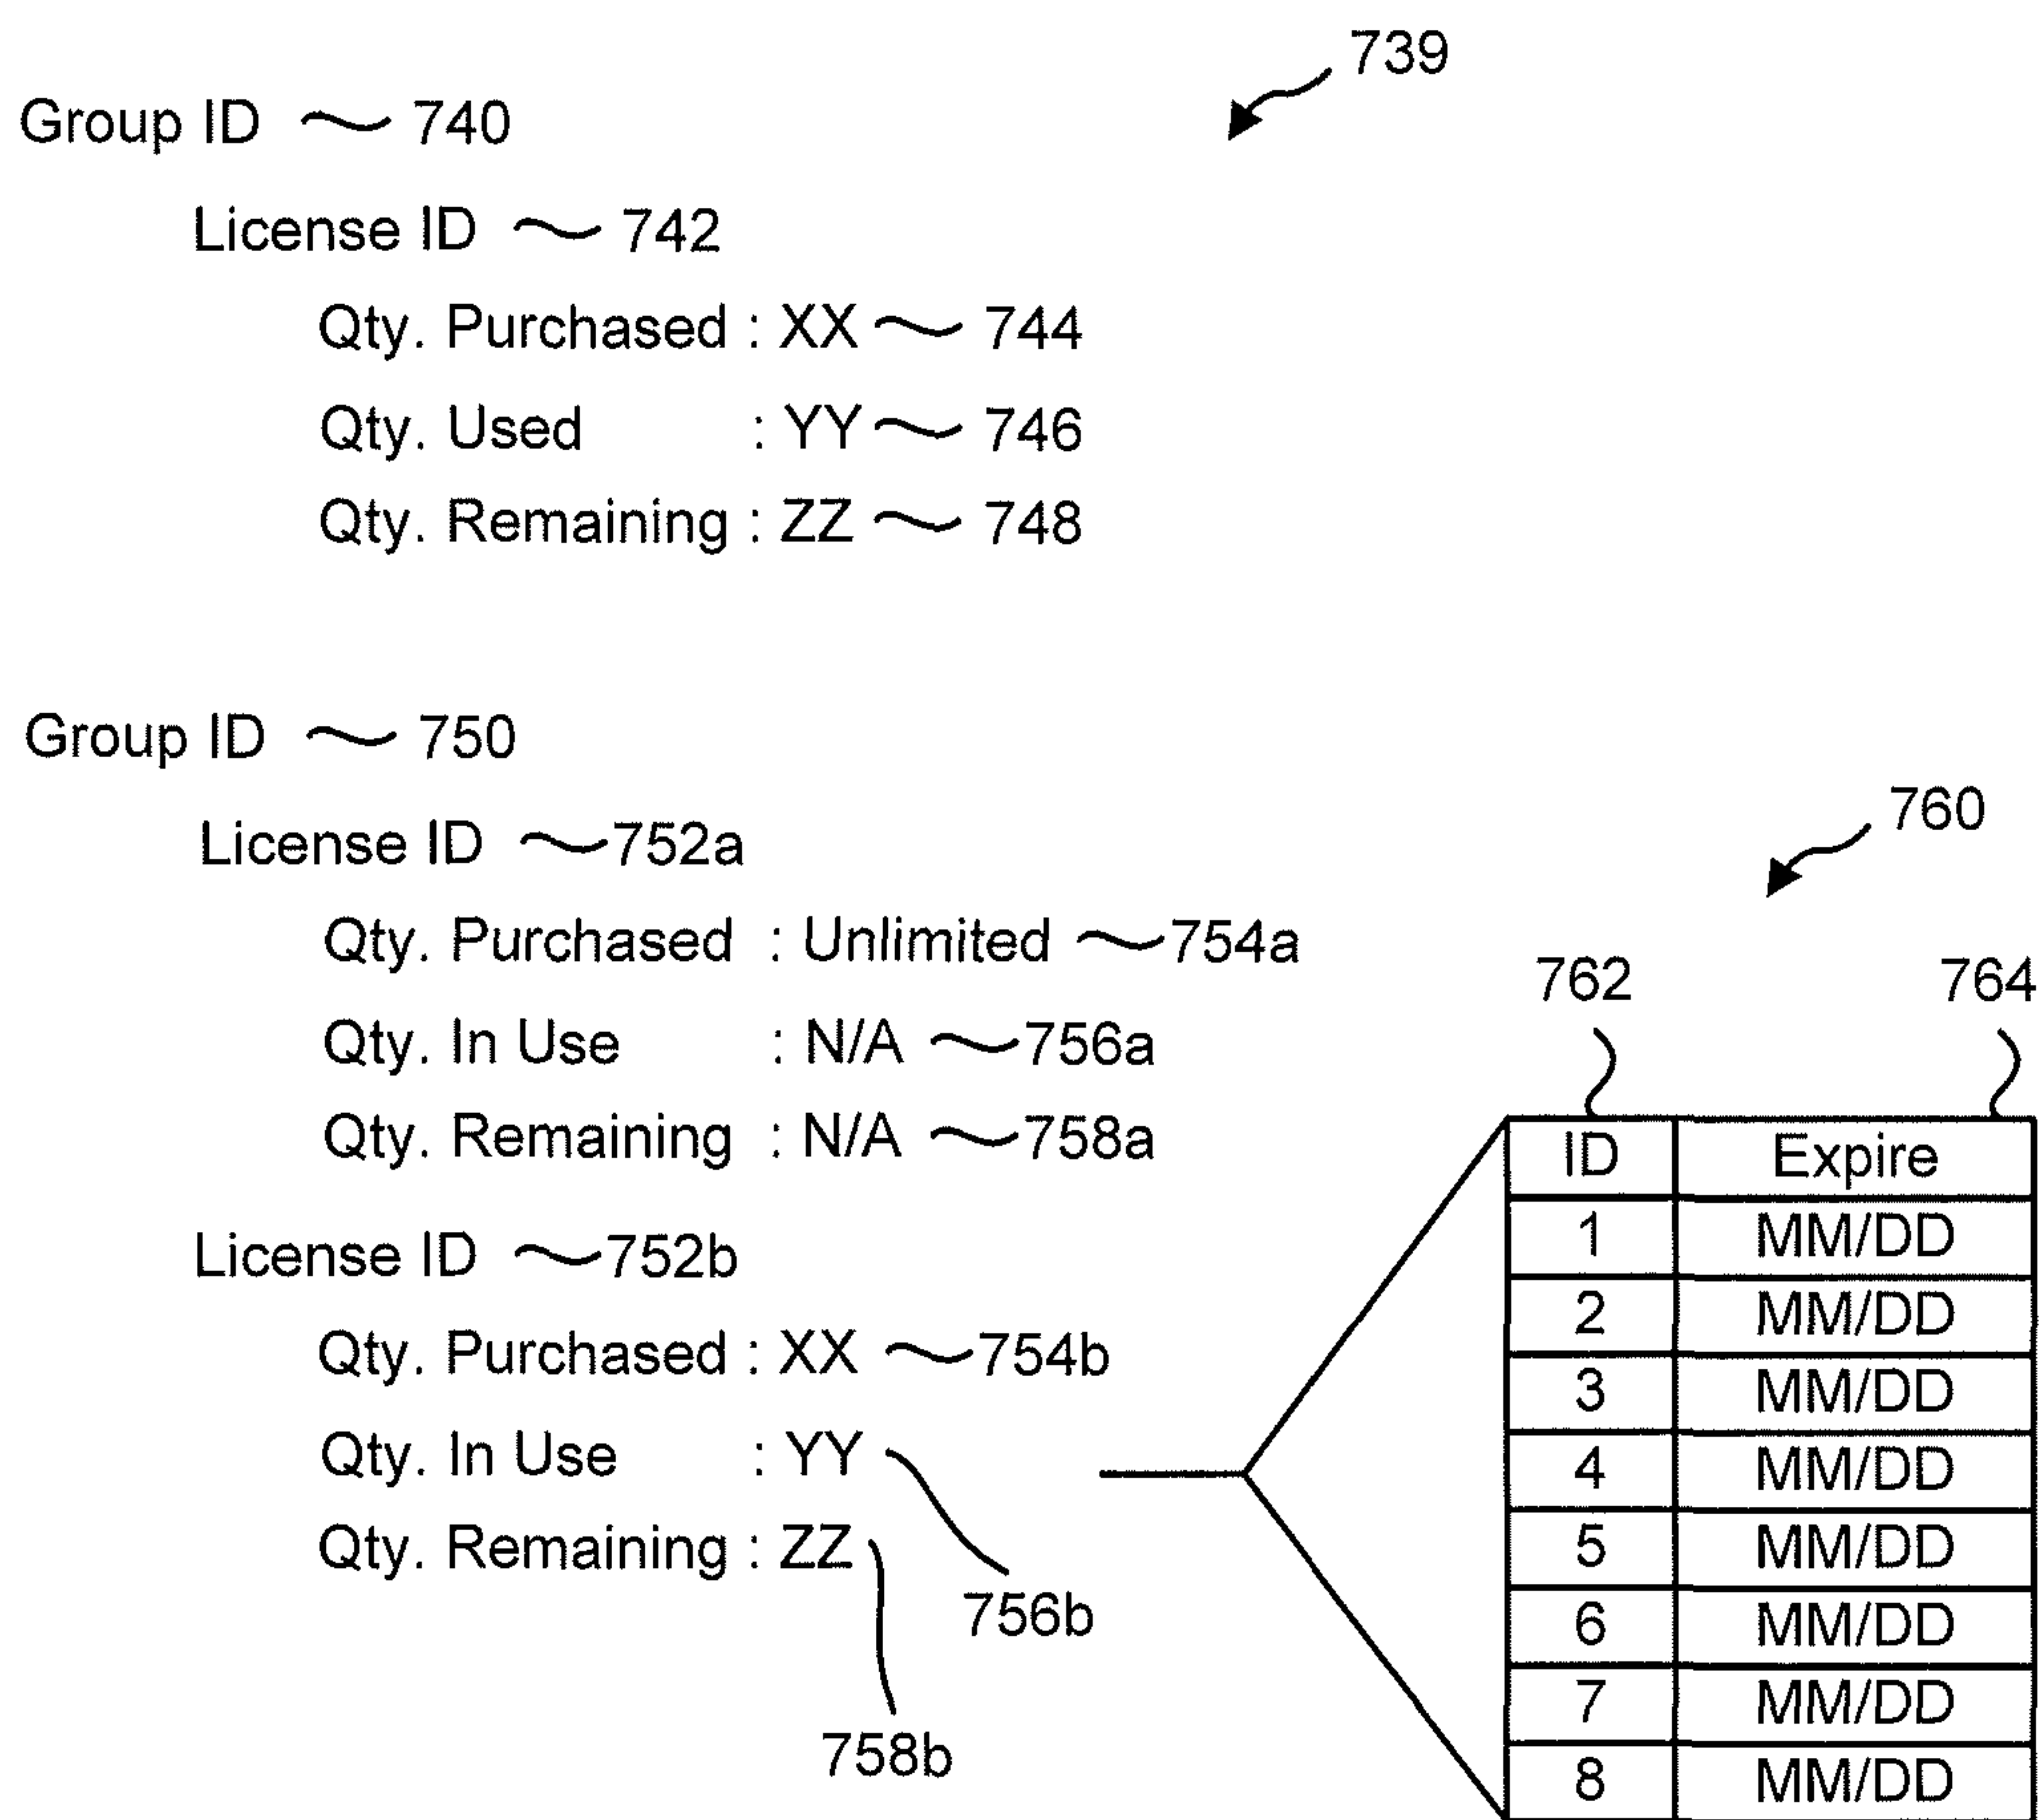 739
Group ID 740
License ID 742
Qty. Purchased : XX 744
Qty. Used : YY 746
Qty. Remaining : ZZ 748
Group ID 750
760
License ID 752a
Qty. Purchased : Unlimited 754a
762 764
Qty. In Use : N/A 756a
Qty. Remaining : N/A 758a
License ID 752b
Qty. Purchased : XX 754b
Qty. In Use : YY
Qty. Remaining : ZZ
756b
758b
ID Expire
1 MM/DD
2 MM/DD
3 MM/DD
4 MM/DD
5 MM/DD
6 MM/DD
7 MM/DD
8 MM/DD